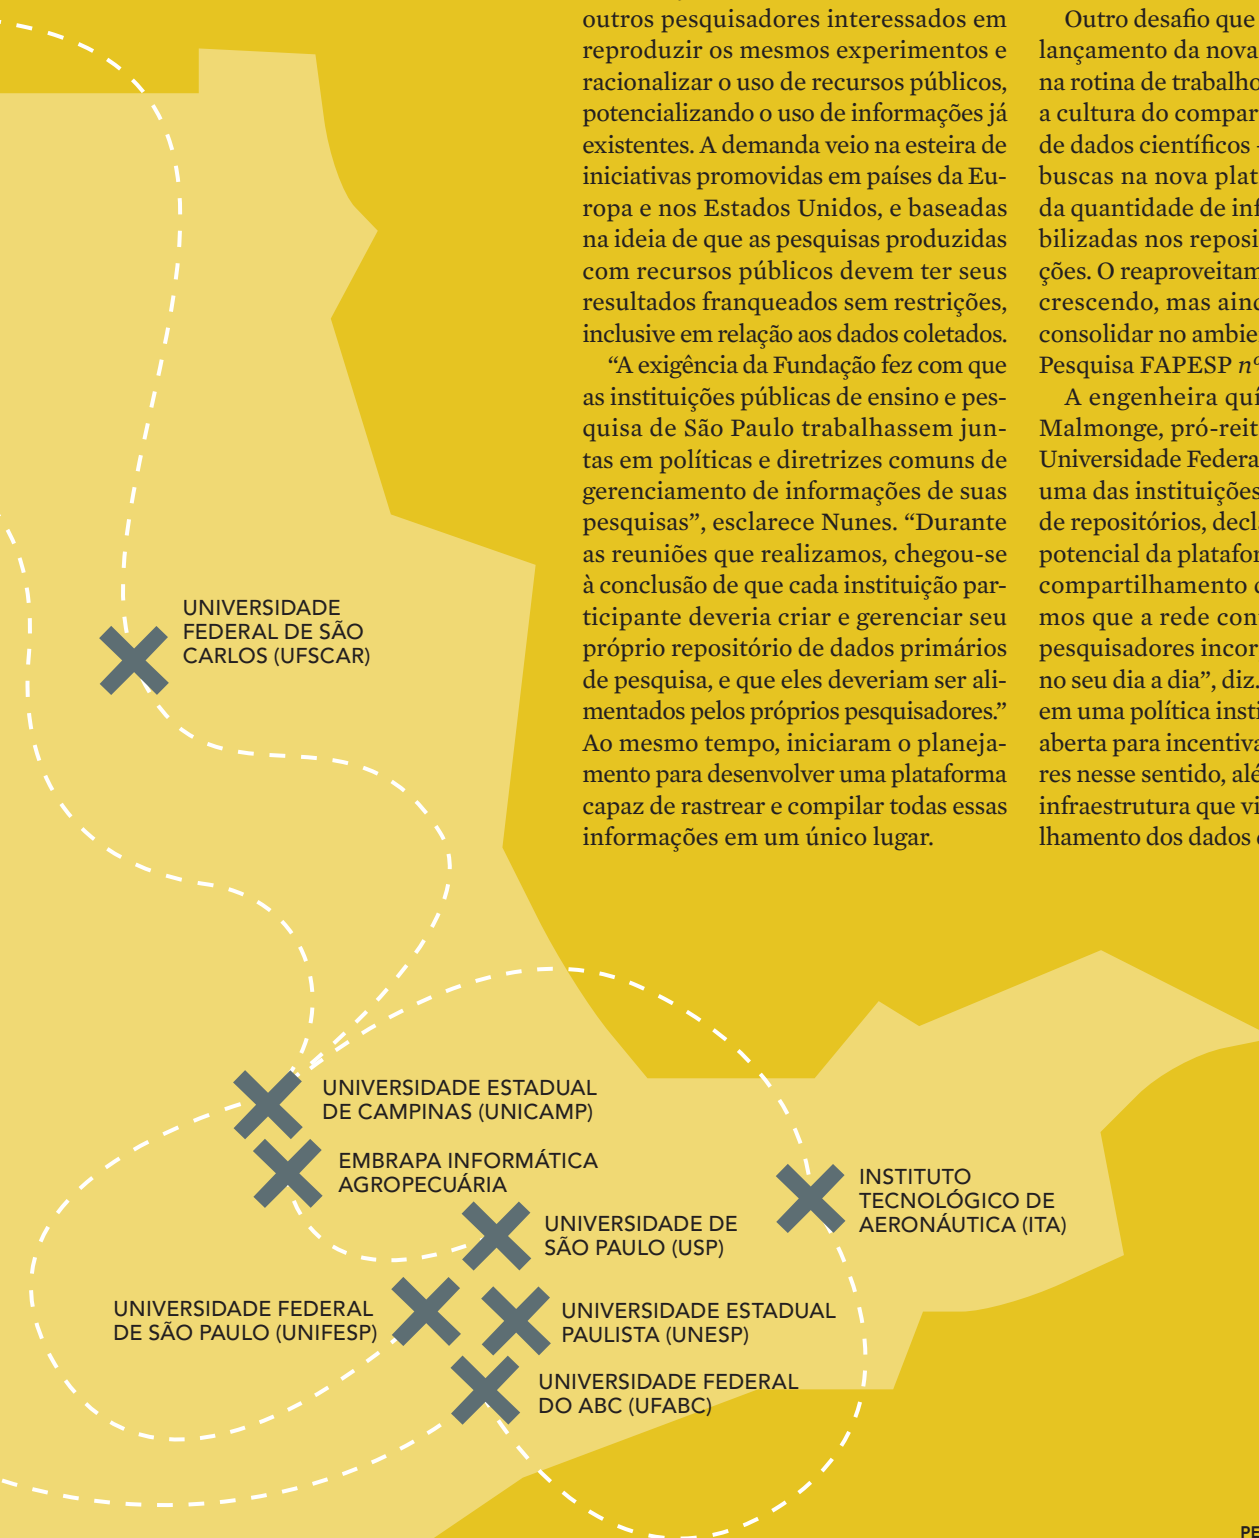 outros pesquisadores interessados em
reproduzir os mesmos experimentos e
racionalizar o uso de recursos públicos,
potencializando o uso de informações já
existentes. A demanda veio na esteira de
iniciativas promovidas em países da Eu-
ropa e nos Estados Unidos, e baseadas
na ideia de que as pesquisas produzidas
com recursos públicos devem ter seus
resultados franqueados sem restrições,
inclusive em relação aos dados coletados.
“A exigência da Fundação fez com que
as instituições públicas de ensino e pes-
quisa de São Paulo trabalhassem jun-
tas em políticas e diretrizes comuns de
gerenciamento de informações de suas
pesquisas”, esclarece Nunes. “Durante
as reuniões que realizamos, chegou-se
à conclusão de que cada instituição par-
ticipante deveria criar e gerenciar seu
próprio repositório de dados primários
de pesquisa, e que eles deveriam ser ali-
mentados pelos próprios pesquisadores.”
Ao mesmo tempo, iniciaram o planeja-
mento para desenvolver uma plataforma
capaz de rastrear e compilar todas essas
informações em um único lugar.
Outro desafio que
lançamento da nova
na rotina de trabalho
a cultura do compar
de dados científicos
buscas na nova plat
da quantidade de inf
bilizadas nos reposi
ções. O reaproveitam
crescendo, mas aind
consolidar no ambie
Pesquisa FAPESP nº
A engenheira quí
Malmonge, pró-reit
Universidade Federa
uma das instituições
de repositórios, decl
potencial da platafor
compartilhamento
mos que a rede con
pesquisadores incor
no seu dia a dia”, diz.
em uma política insti
aberta para incentiva
res nesse sentido, alé
infraestrutura que vi
lhamento dos dados
UNIVERSIDADE
FEDERAL DE SÃO
CARLOS (UFSCAR)
UNIVERSIDADE ESTADUAL
DE CAMPINAS (UNICAMP)
EMBRAPA INFORMÁTICA
AGROPECUÁRIA
INSTITUTO
TECNOLÓGICO DE
AERONÁUTICA (ITA)
UNIVERSIDADE DE
SÃO PAULO (USP)
UNIVERSIDADE FEDERAL
DE SÃO PAULO (UNIFESP)
UNIVERSIDADE ESTADUAL
PAULISTA (UNESP)
UNIVERSIDADE FEDERAL
DO ABC (UFABC)
PE